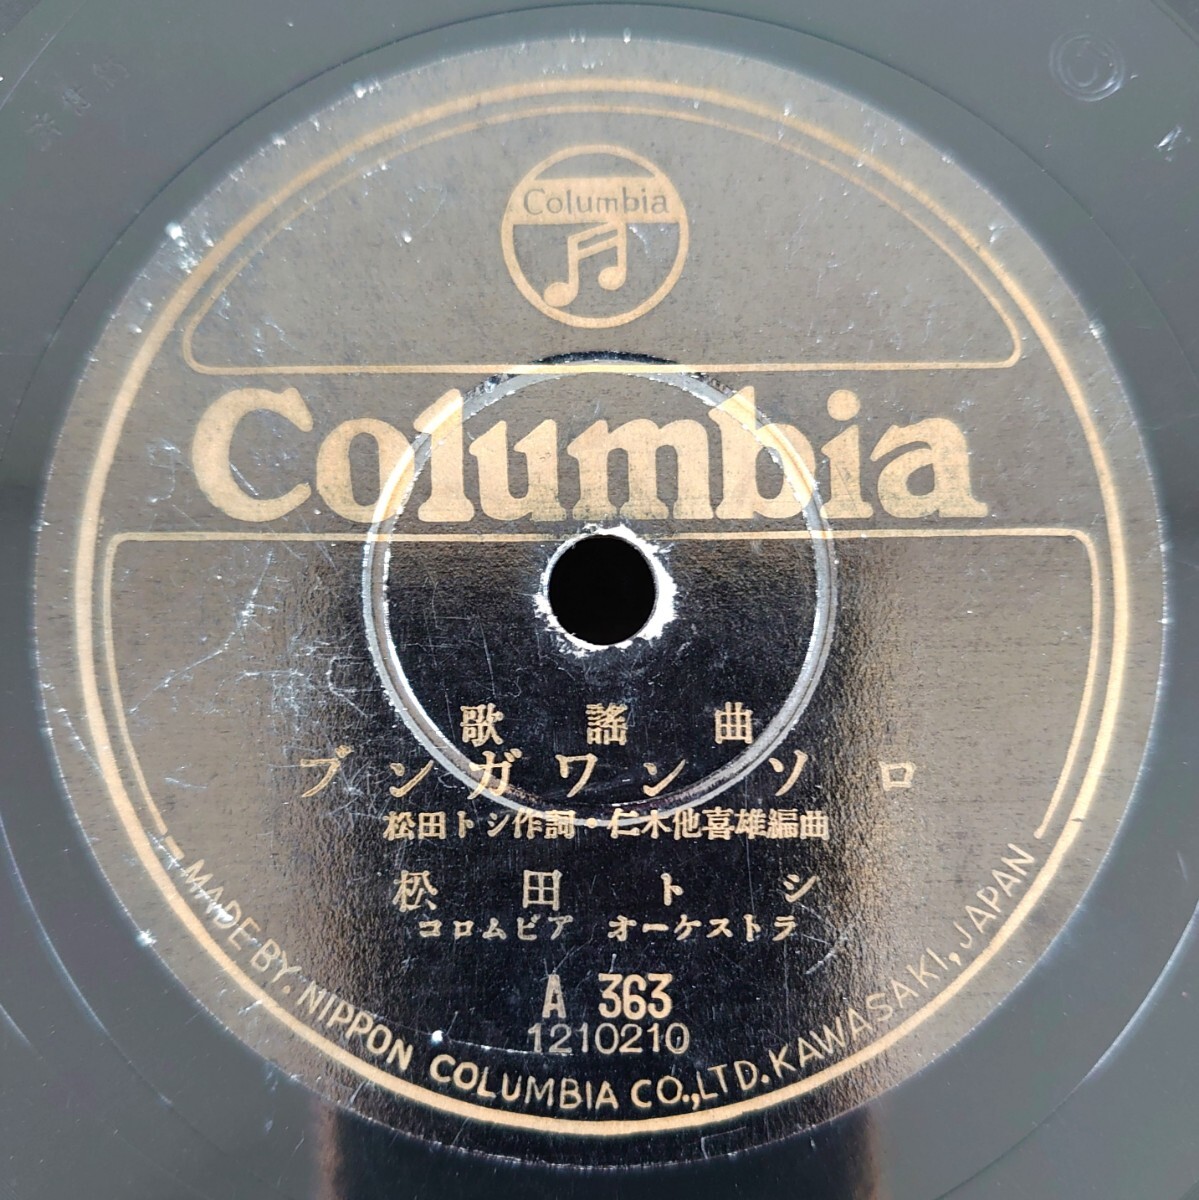 Columbia
Columbia
歌謡曲
ブンガワン ソロ
松田トシ作詞・仁木他喜雄編曲
松田トシ
コロムビア オーケストラ
A 363
1210210
MADE BY. NIPPON COLUMBIA CO., LTD. KAWASAKI, JAPAN